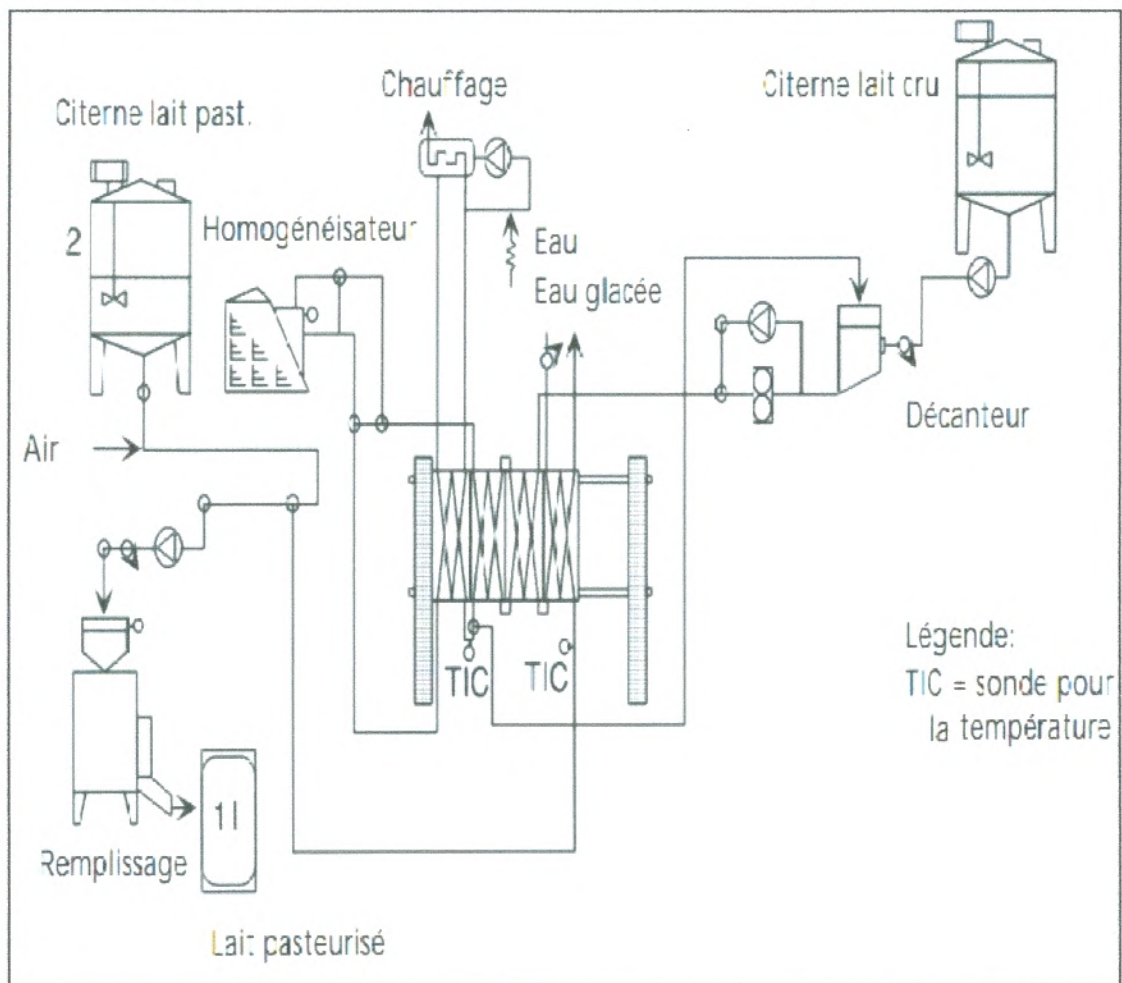 Chauffage
Citerne lait cru
Citerne lait past.
2
Homogénéisateur
Eau
Eau glacée
Décanteur
Air
TIC
TIC
Légende:
TIC = sonde pour
la température
1l
Remplissage
Lait pasteurisé